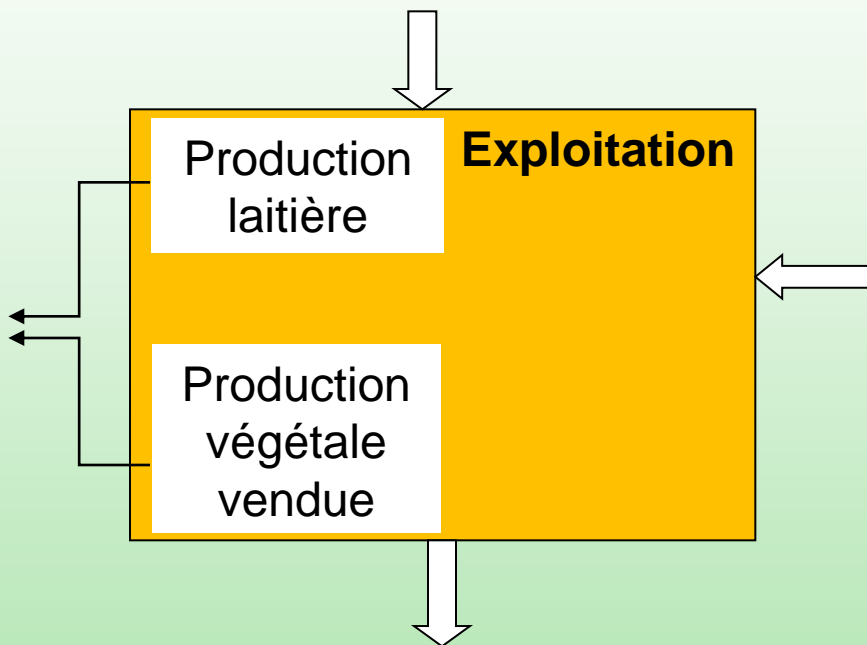 Production
laitière
Exploitation
Production
végétale
vendue